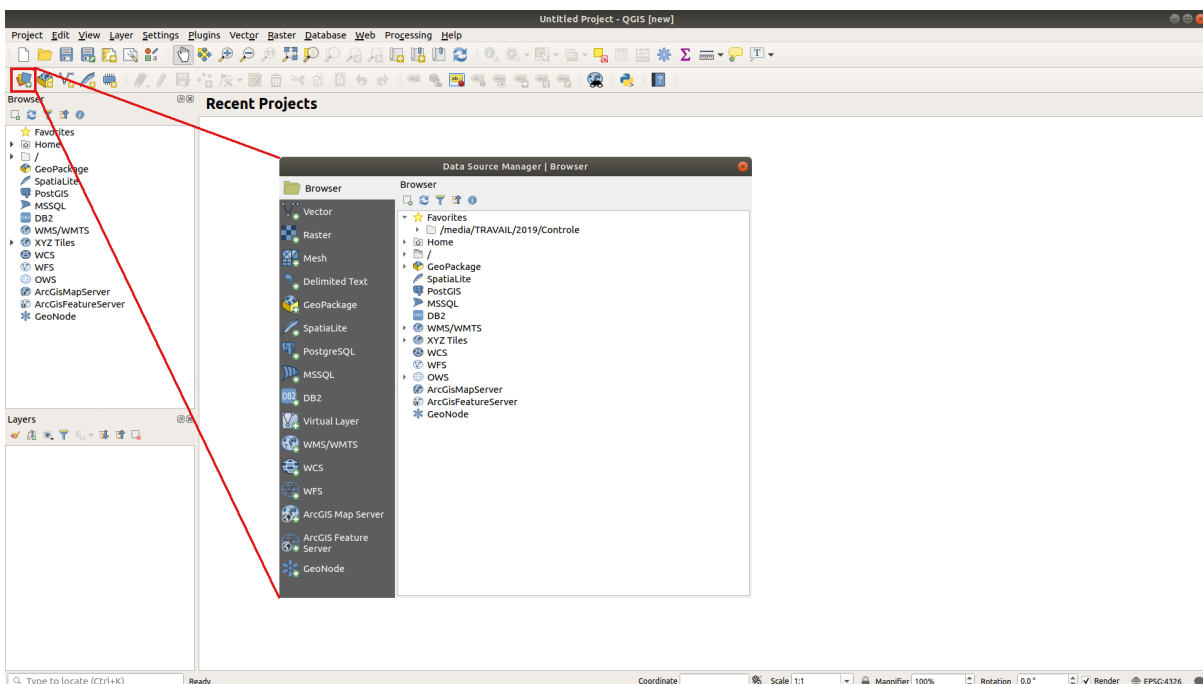 Untitled Project - QGIS [new]
Project Edit View Layer Settings Plugins Vector Raster Database Web Processing Help
Browser
Favorites
Home
/
GeoPackage
SpatiaLite
PostGIS
MSSQL
DB2
WMS/WMTS
XYZ Tiles
WCS
WFS
OWS
ArcGisMapServer
ArcGisFeatureServer
GeoNode
Layers
Recent Projects
Data Source Manager | Browser
Browser
Vector
Raster
Mesh
Delimited Text
GeoPackage
SpatiaLite
PostgreSQL
MSSQL
DB2
Virtual Layer
WMS/WMTS
WCS
WFS
ArcGIS Map Server
ArcGIS Feature
Server
GeoNode
Browser
Favorites
/media/TRAVAIL/2019/Controle
Home
/
GeoPackage
SpatiaLite
PostGIS
MSSQL
DB2
WMS/WMTS
XYZ Tiles
WCS
WFS
OWS
ArcGisMapServer
ArcGisFeatureServer
GeoNode
Type to locate (Ctrl+K) Ready Coordinate Scale 1:1 Magnifier 100% Rotation 0.0 ° Render EPSG:4326